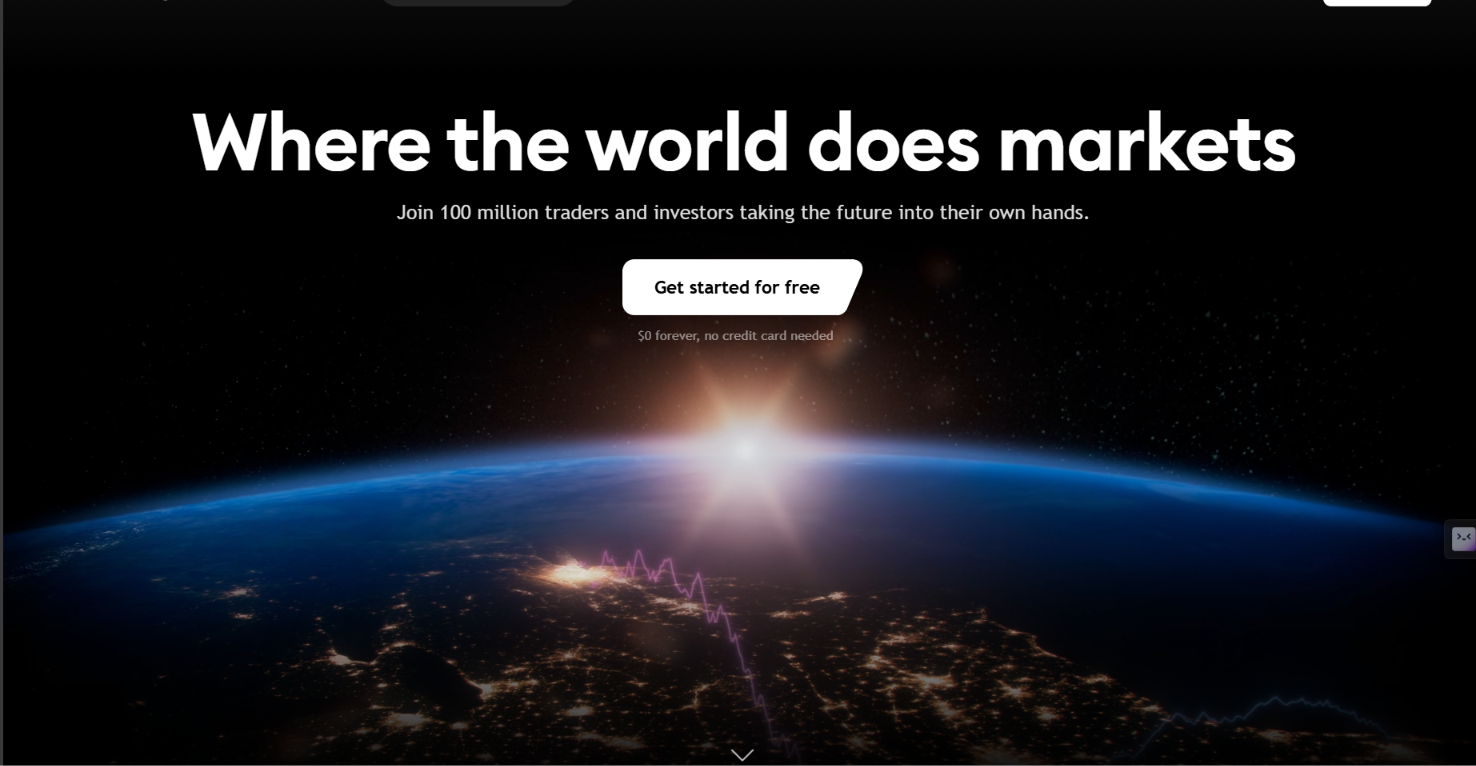 Where the world does markets
Join 100 million traders and investors taking the future into their own hands.
Get started for free
$0 forever, no credit card needed